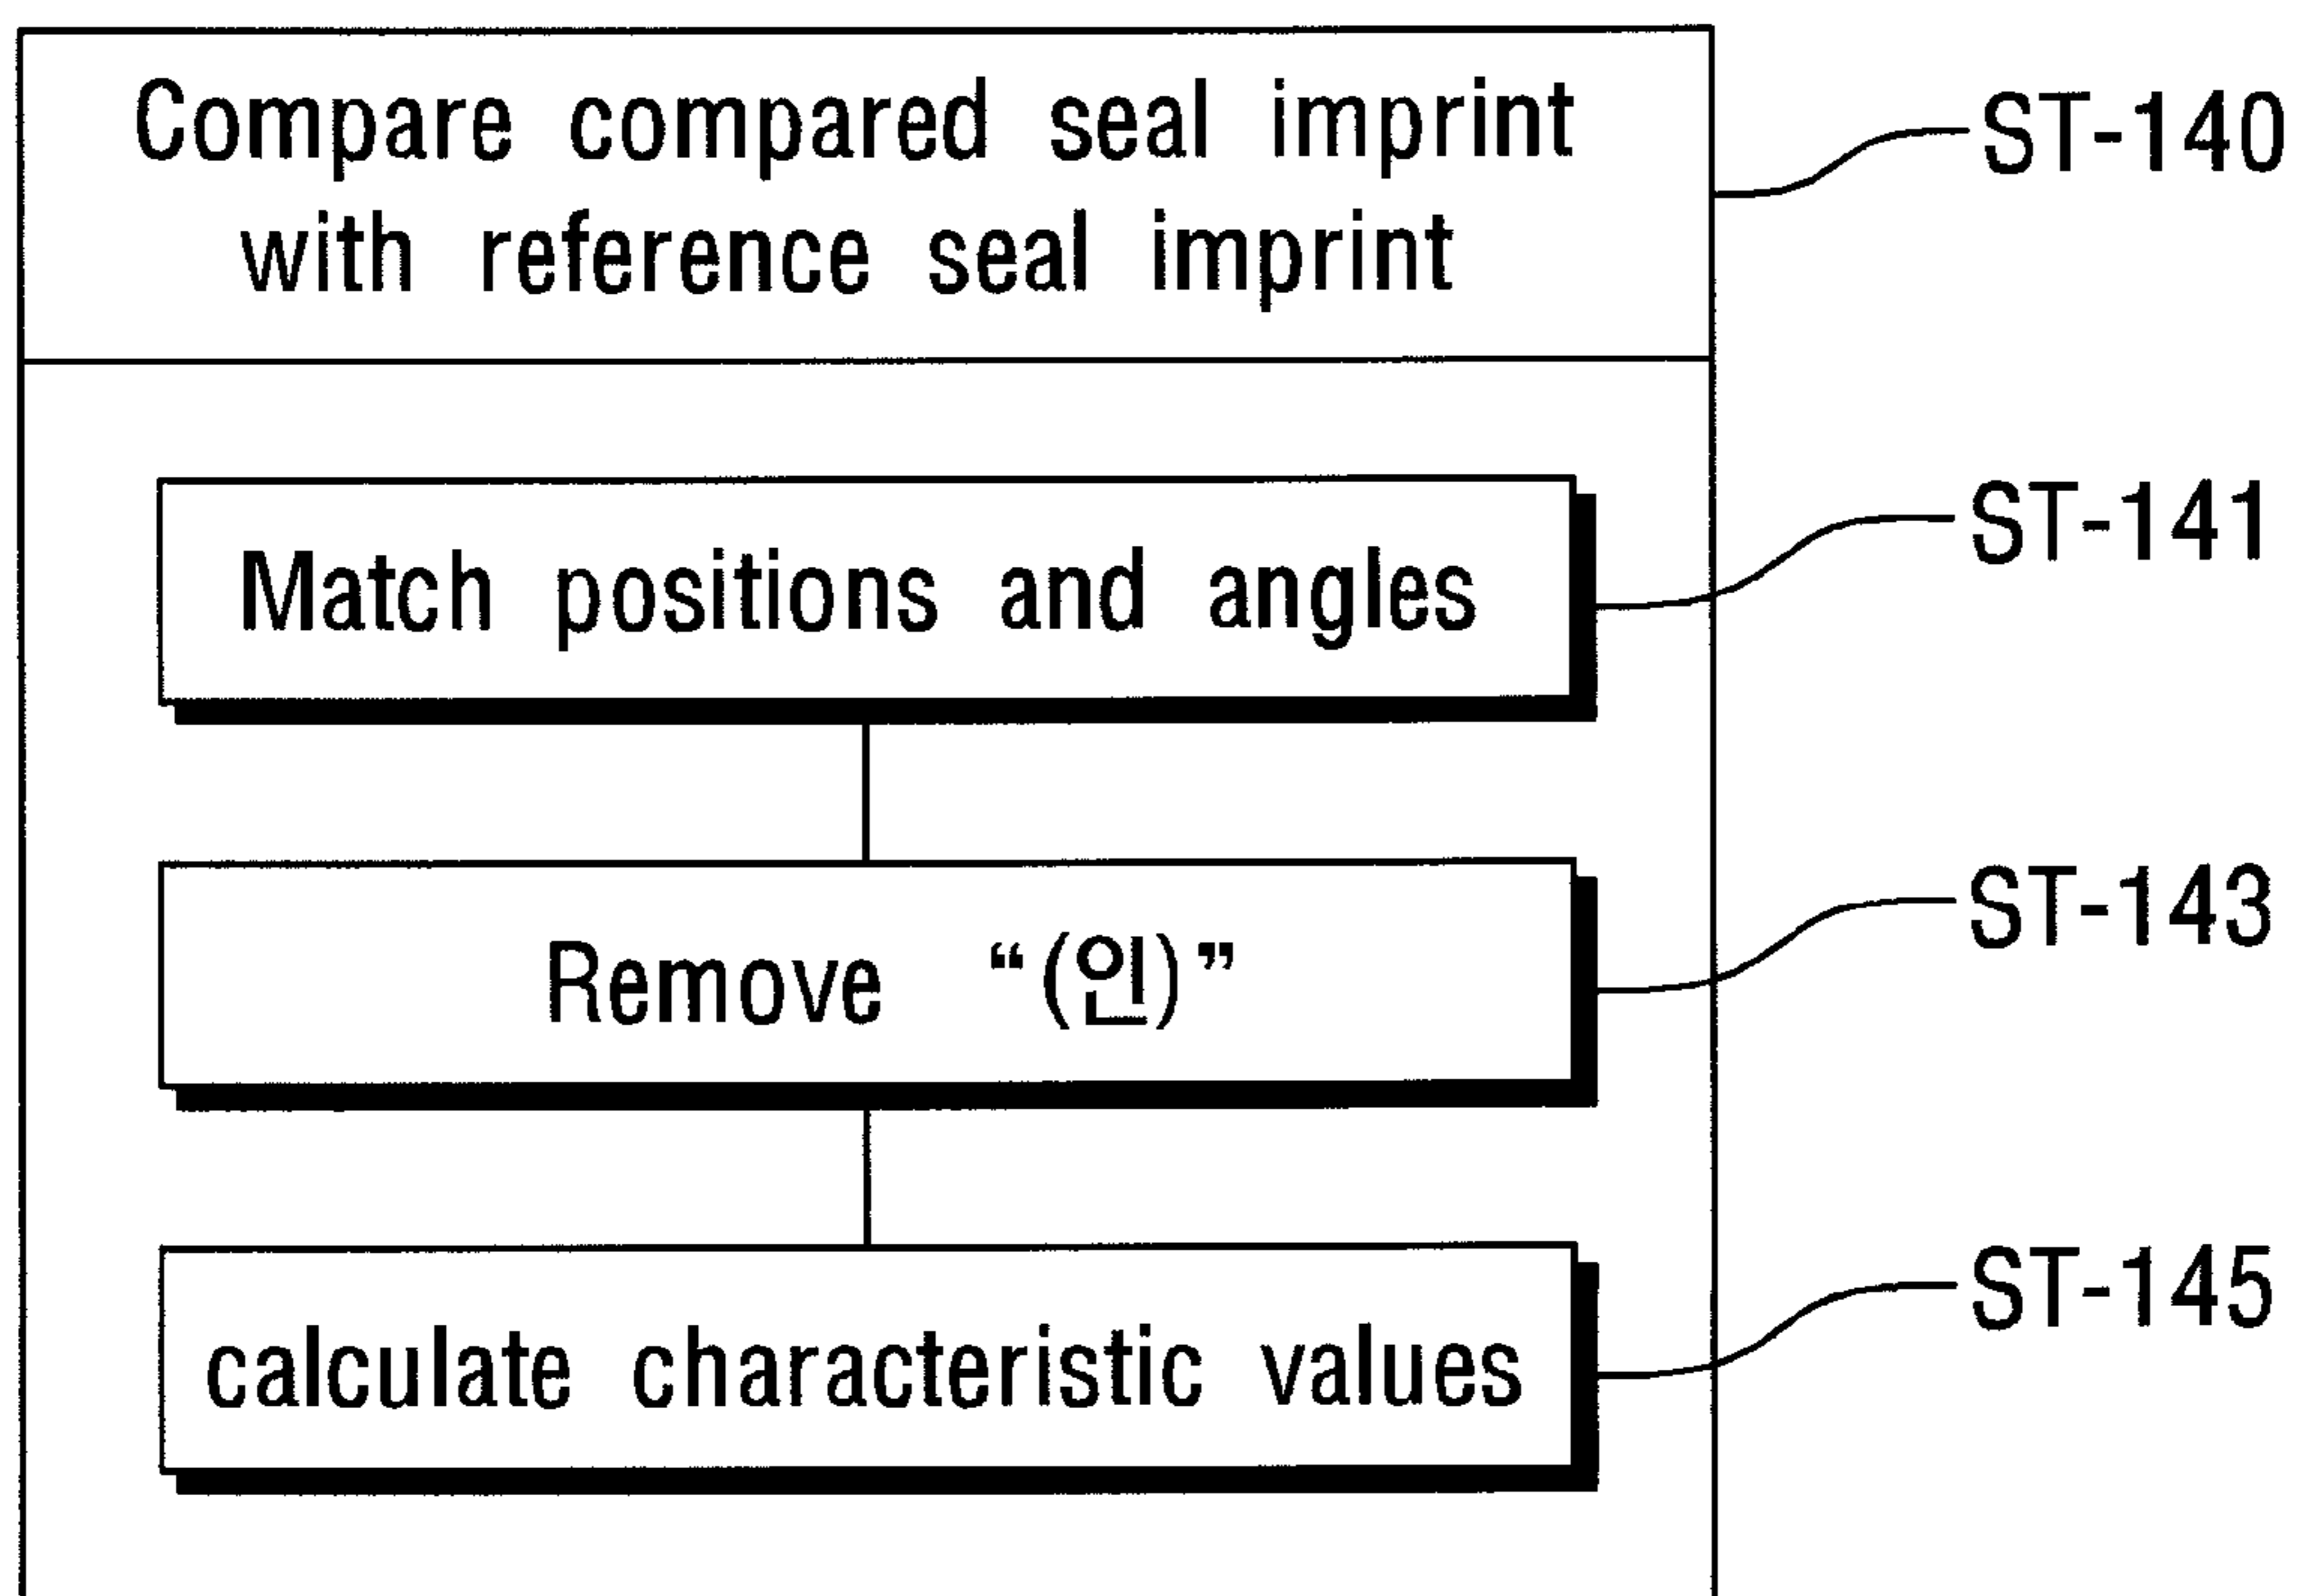 Compare compared seal imprint
with reference seal imprint
ST-140
Match positions and angles
ST-141
Remove “(인)”
ST-143
calculate characteristic values
ST-145